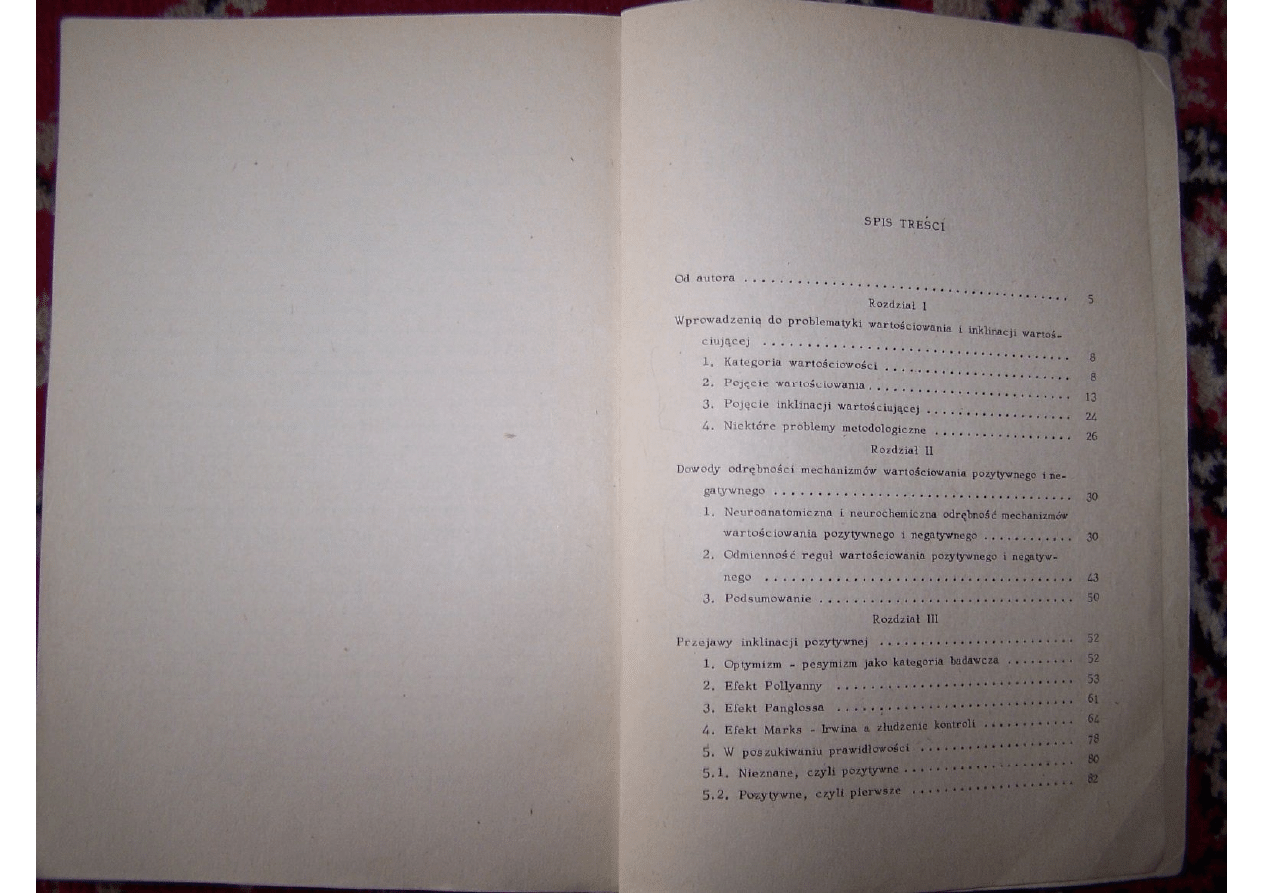 SPIS TREŚCI
Od autora ........................................ 5
Rozdział I
Wprowadzenie do problematyki wartościowania i inklinacji wartoś-
ciującej ........................................ 8
1. Kategoria wartościowości ........................ 8
2. Pojęcie wartościowania .......................... 13
3. Pojęcie inklinacji wartościującej .................. 24
4. Niektóre problemy metodologiczne ................. 26
Rozdział II
Dowody odrębności mechanizmów wartościowania pozytywnego i ne-
gatywnego ...................................... 30
1. Neuroanatomiczna i neurochemiczna odrębność mechanizmów
wartościowania pozytywnego i negatywnego ............ 30
2. Odmienność reguł wartościowania pozytywnego i negatyw-
nego ........................................ 43
3. Podsumowanie ................................. 50
Rozdział III
Przejawy inklinacji pozytywnej ......................... 52
1. Optymizm - pesymizm jako kategoria badawcza ......... 52
2. Efekt Pollyanny ................................ 53
3. Efekt Panglossa ................................ 61
4. Efekt Marks - Irwina a złudzenie kontroli ............ 64
5. W poszukiwaniu prawidłowości .................... 78
5.1. Nieznane, czyli pozytywne ...................... 80
5.2. Pozytywne, czyli pierwsze ...................... 82